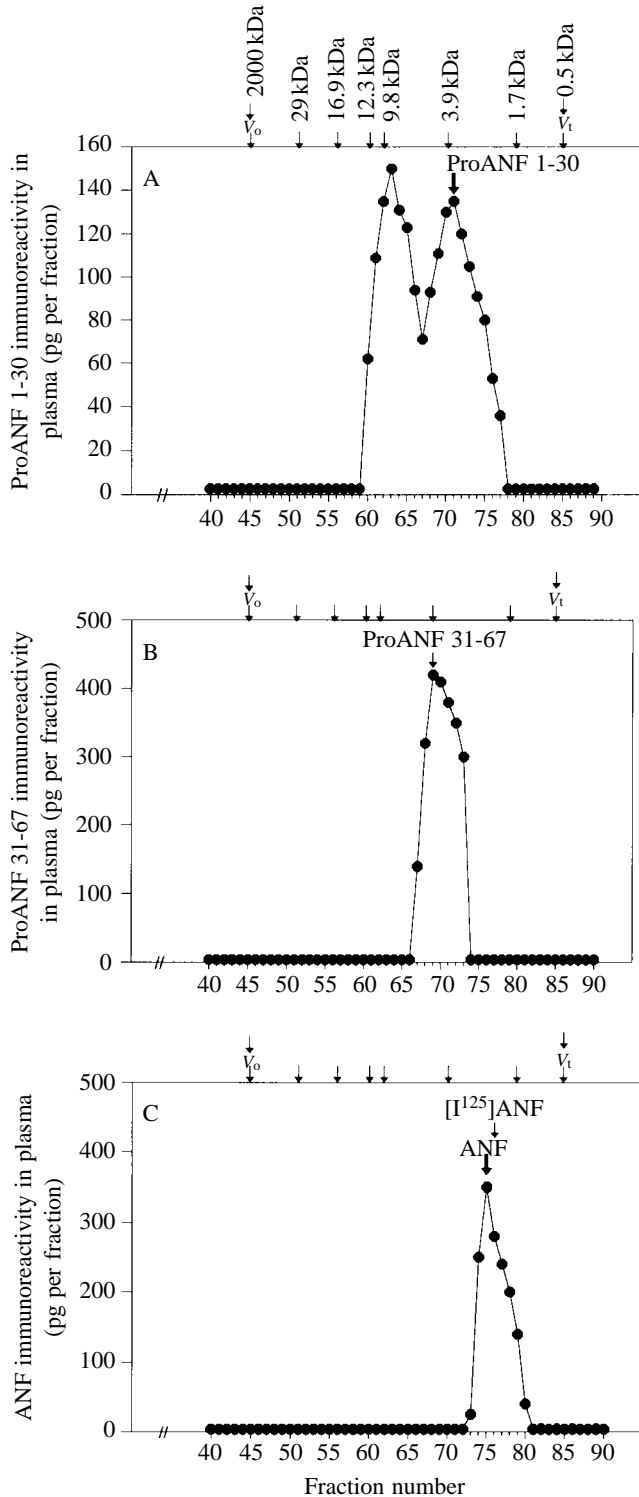 2000 kDa
29 kDa
16.9 kDa
12.3 kDa
9.8 kDa
3.9 kDa
1.7 kDa
0.5 kDa
Vo
Vt
ProANF 1-30 immunoreactivity in
plasma (pg per fraction)
160
140
120
100
80
60
40
20
0
A
ProANF 1-30
40 45 50 55 60 65 70 75 80 85 90
Vo
Vt
ProANF 31-67 immunoreactivity
in plasma (pg per fraction)
500
400
300
200
100
0
B
ProANF 31-67
40 45 50 55 60 65 70 75 80 85 90
Vo
Vt
ANF immunoreactivity in plasma
(pg per fraction)
500
400
300
200
100
0
C
[I125]ANF
ANF
40 45 50 55 60 65 70 75 80 85 90
Fraction number